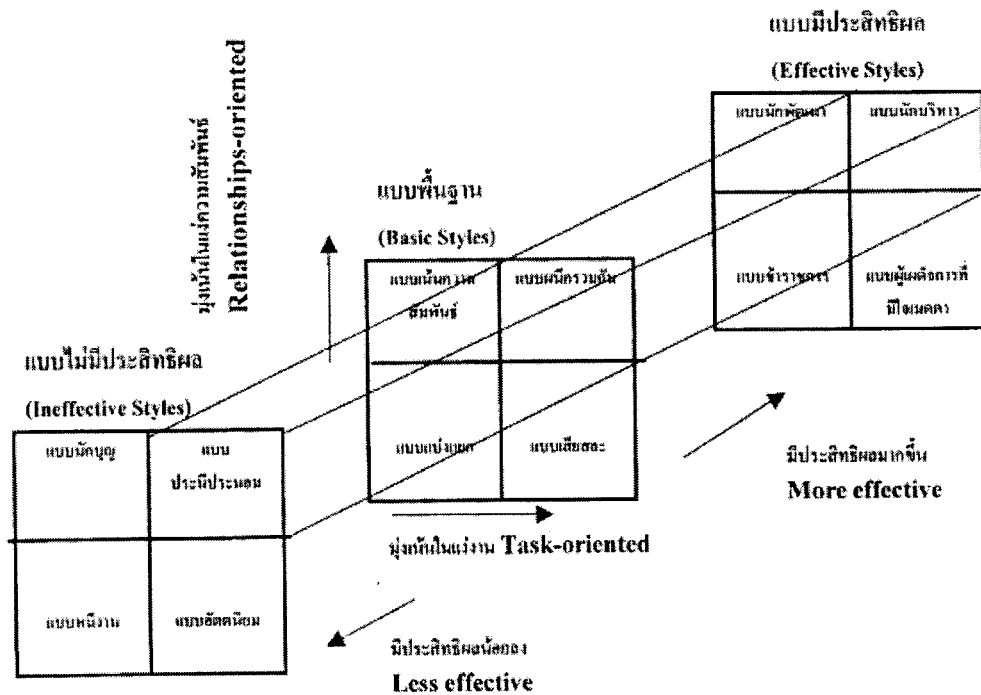 แบบมีประสิทธิผล
(Effective Styles)
แบบนักพัฒนา
แบบนักบริหาร
แบบข้าราชการ
แบบผู้เผด็จการที่
มีใจเมตตา
มุ่งเน้นในแง่ความสัมพันธ์
Relationships-oriented
แบบพื้นฐาน
(Basic Styles)
แบบเน้นความ
สัมพันธ์
แบบผนึกรวมกัน
แบบแบ่งแยก
แบบเสียสละ
มุ่งเน้นในแง่งาน Task-oriented
แบบไม่มีประสิทธิผล
(Ineffective Styles)
แบบนักบุญ
แบบ
ประนีประนอม
แบบหนีงาน
แบบอัตตนิยม
มีประสิทธิผลมากขึ้น
More effective
มีประสิทธิผลน้อยลง
Less effective